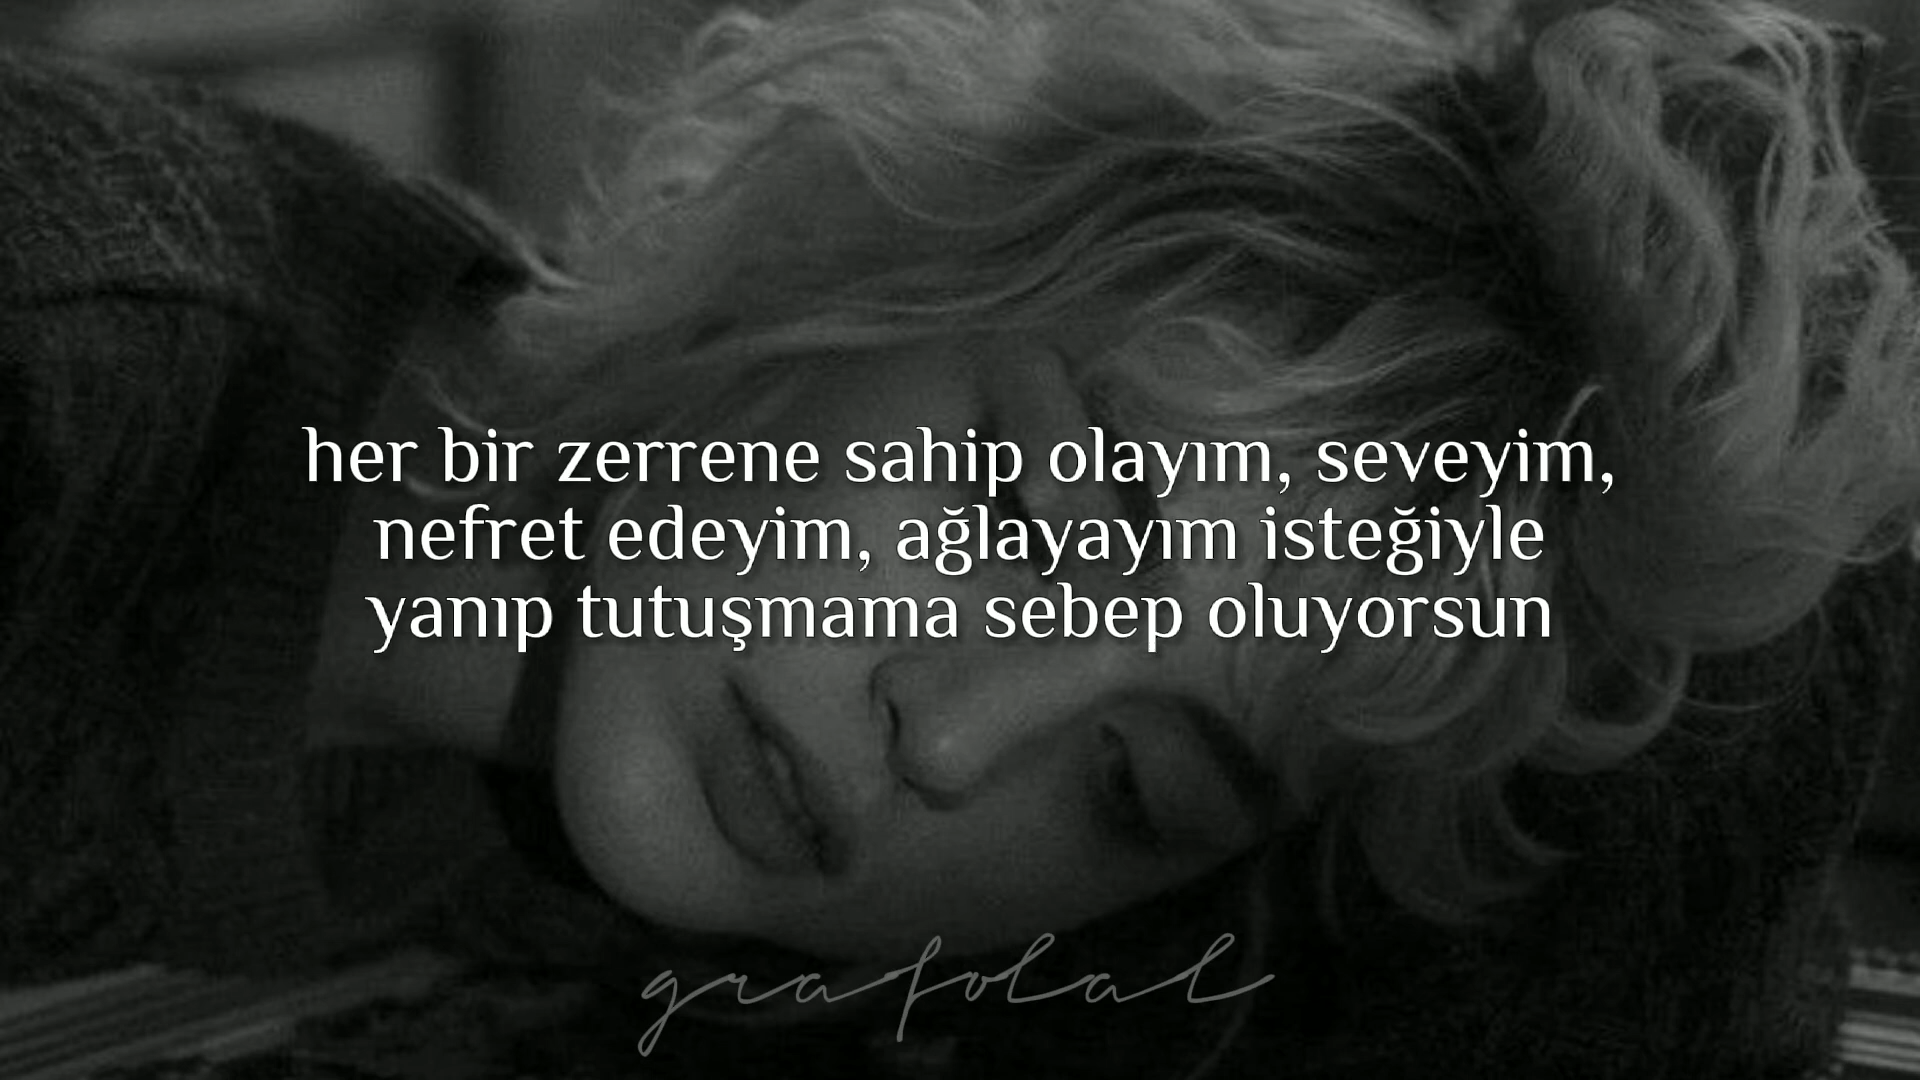 her bir zerrene sahip olayım, seveyim,
nefret edeyim, ağlayayım isteğiyle
yanıp tutuşmama sebep oluyorsun
grafolal